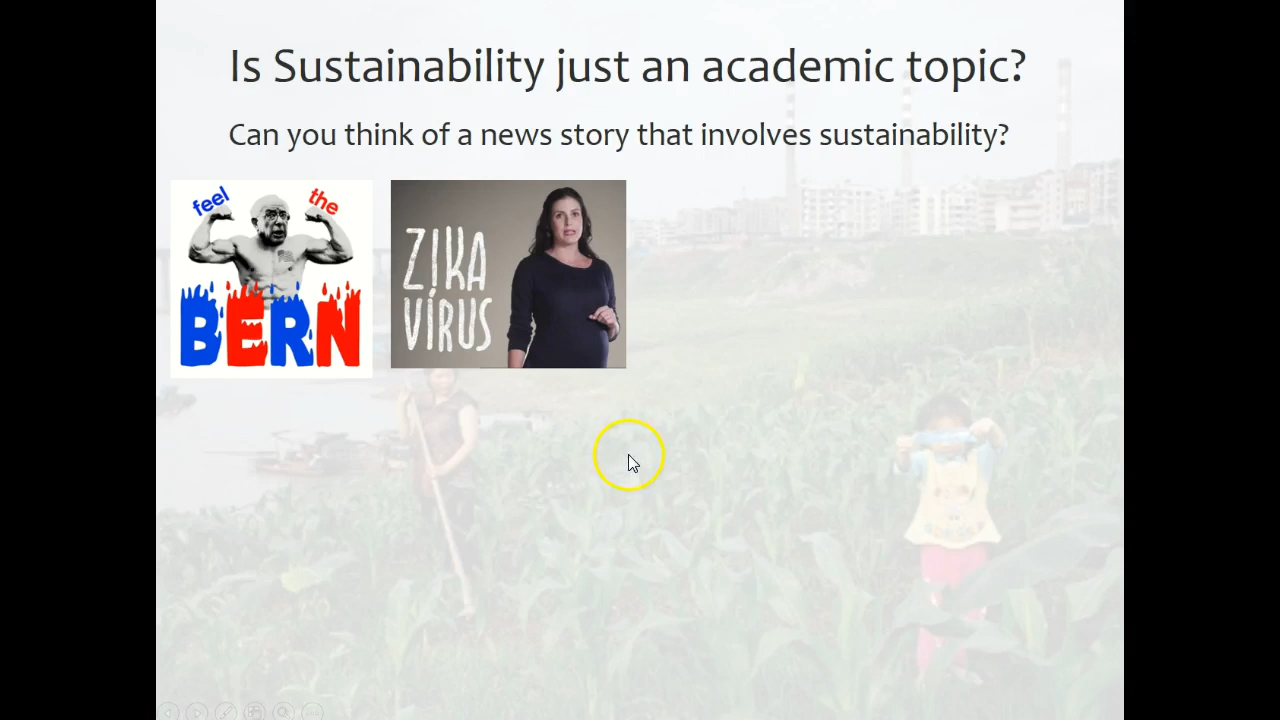 Is Sustainability just an academic topic?
Can you think of a news story that involves sustainability?
feel the
BERN
ZIKA
VÍRUS